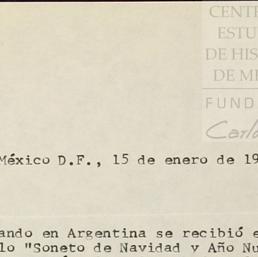 CENT
ESTU
DE HIS
DE M
FUND
Carlo
México D.F., 15 de enero de 19
ando en Argentina se recibió e
lo "Soneto de Navidad y Año Nu